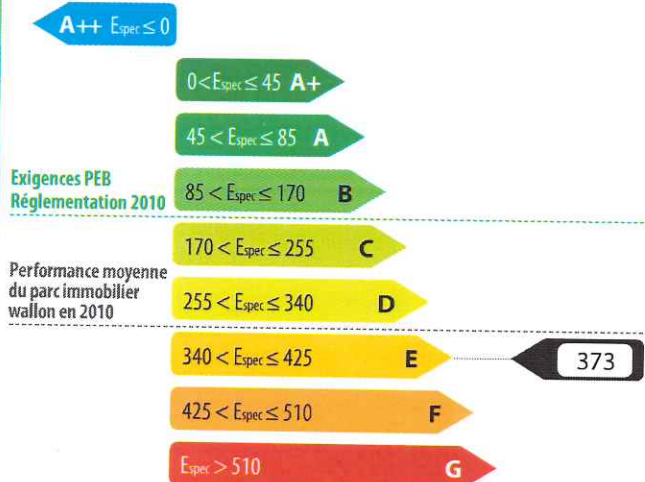 A++ Espec ≤ 0
0 < Espec ≤ 45 A+
45 < Espec ≤ 85 A
Exigences PEB
Réglementation 2010
85 < Espec ≤ 170 B
170 < Espec ≤ 255 C
Performance moyenne
du parc immobilier
wallon en 2010
255 < Espec ≤ 340 D
340 < Espec ≤ 425 E
373
425 < Espec ≤ 510 F
Espec > 510 G